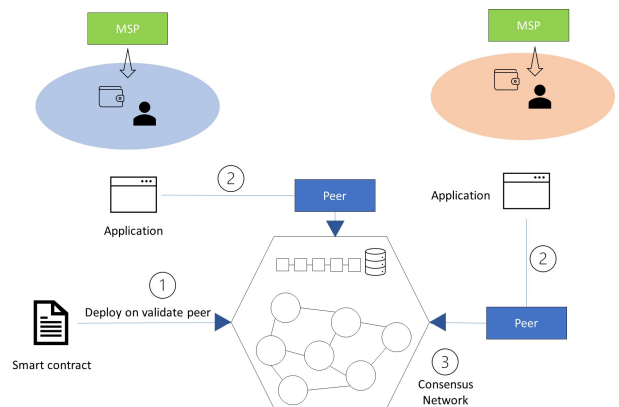 MSP
MSP
2
Peer
Application
Application
2
1
Deploy on validate peer
Peer
Smart contract
3
Consensus
Network